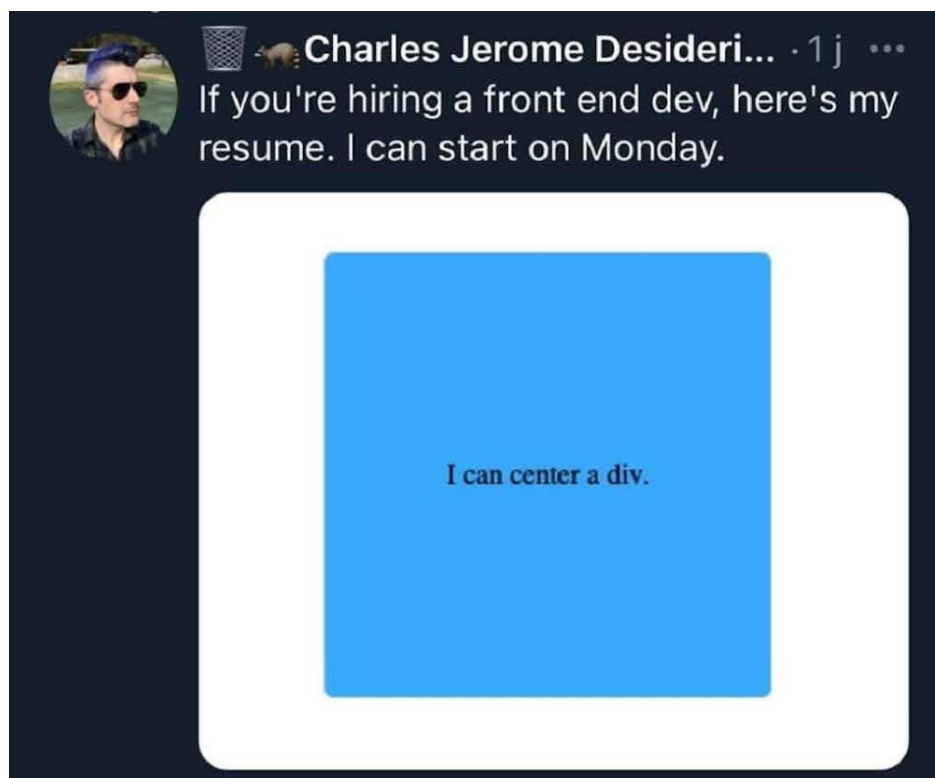 🗑️🦝Charles Jerome Desideri... · 1 j ...
If you're hiring a front end dev, here's my
resume. I can start on Monday.
I can center a div.